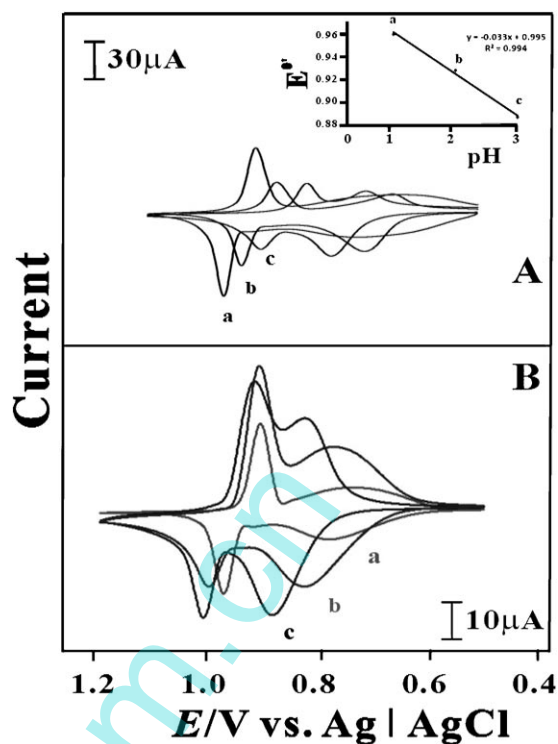 30μA
a
y = -0.033x + 0.995
R² = 0.994
0.96
b
0.94
0.92
0.90
c
0.88
0 1 2 3
E⁰'
pH
c
b
a
A
Current
B
a
b
c
10μA
1.2 1.0 0.8 0.6 0.4
E/V vs. Ag | AgCl
m.cn